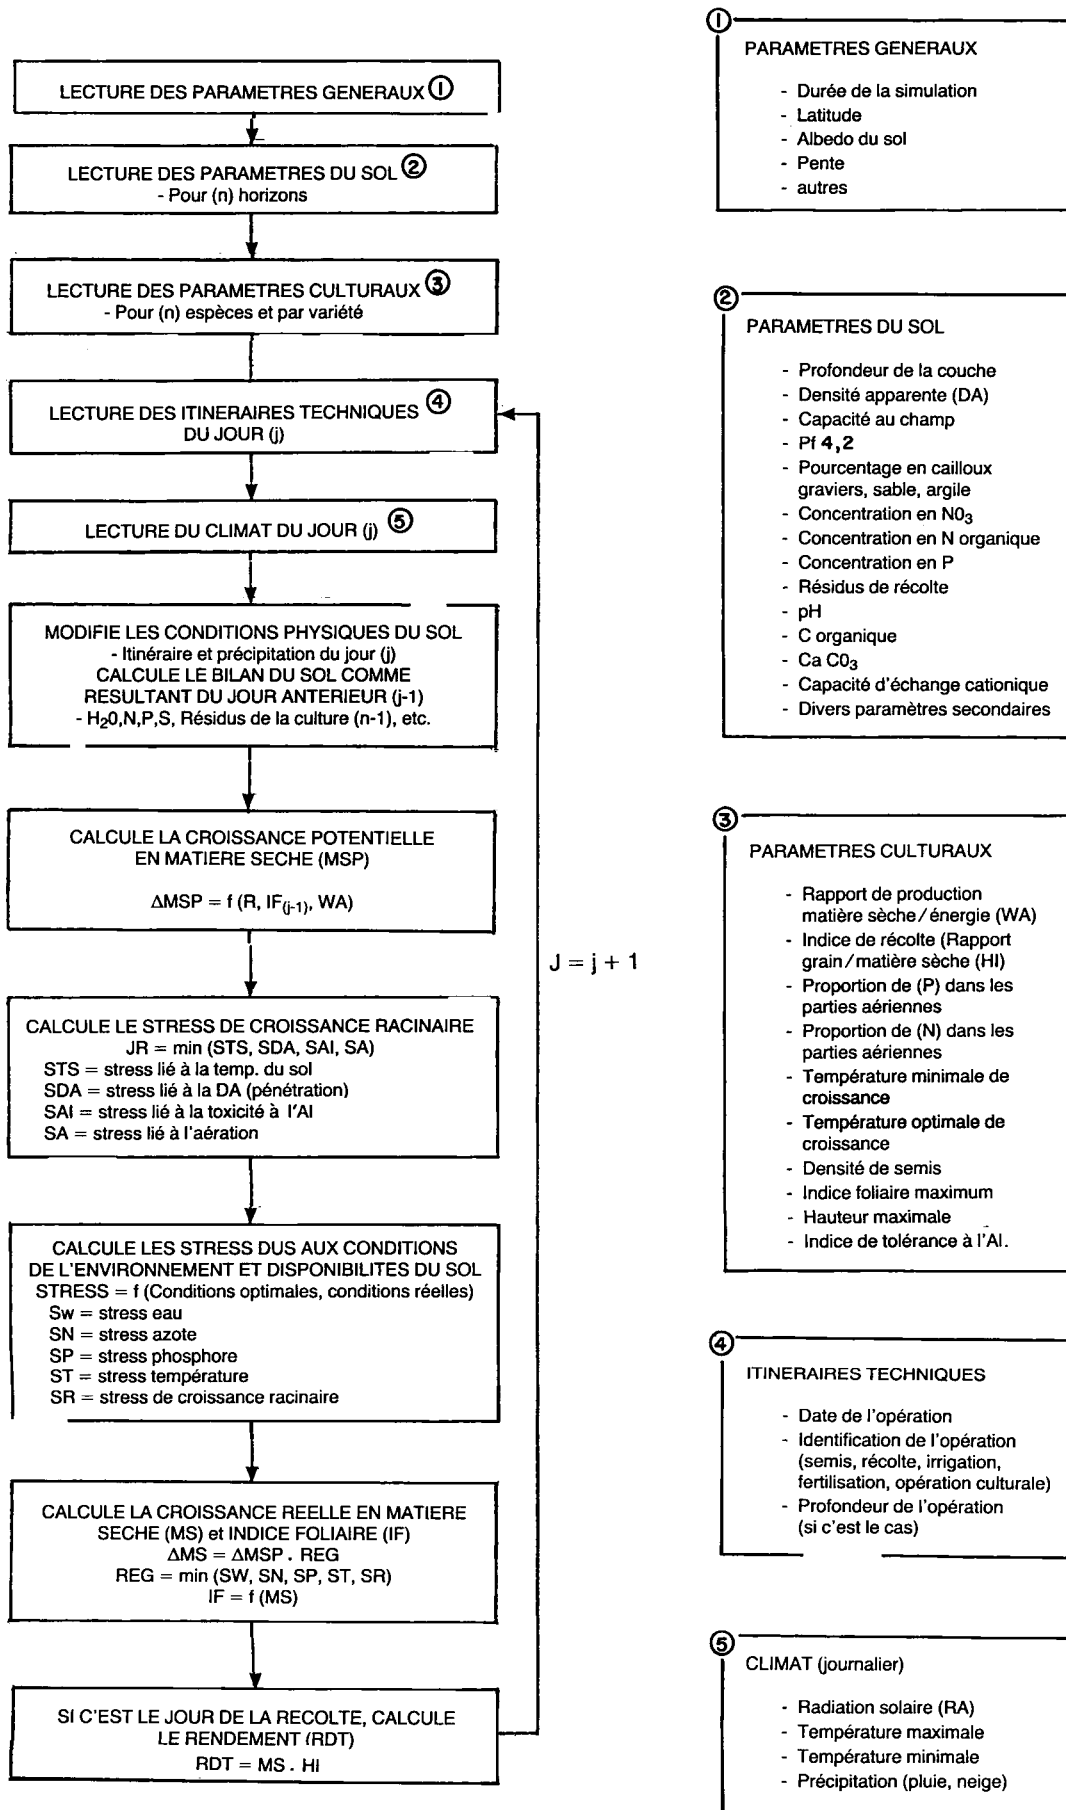 LECTURE DES PARAMETRES GENERAUX ①
LECTURE DES PARAMETRES DU SOL ②
- Pour (n) horizons
LECTURE DES PARAMETRES CULTURAUX ③
- Pour (n) espèces et par variété
LECTURE DES ITINERAIRES TECHNIQUES ④
DU JOUR (j)
LECTURE DU CLIMAT DU JOUR (j) ⑤
MODIFIE LES CONDITIONS PHYSIQUES DU SOL
- Itinéraire et précipitation du jour (j)
CALCULE LE BILAN DU SOL COMME
RESULTANT DU JOUR ANTERIEUR (j-1)
- H₂0,N,P,S, Résidus de la culture (n-1), etc.
CALCULE LA CROISSANCE POTENTIELLE
EN MATIERE SECHE (MSP)
ΔMSP = f (R, IF(j-1), WA)
CALCULE LE STRESS DE CROISSANCE RACINAIRE
JR = min (STS, SDA, SAI, SA)
STS = stress lié à la temp. du sol
SDA = stress lié à la DA (pénétration)
SAI = stress lié à la toxicité à l'Al
SA = stress lié à l'aération
CALCULE LES STRESS DUS AUX CONDITIONS
DE L'ENVIRONNEMENT ET DISPONIBILITES DU SOL
STRESS = f (Conditions optimales, conditions réelles)
Sw = stress eau
SN = stress azote
SP = stress phosphore
ST = stress température
SR = stress de croissance racinaire
CALCULE LA CROISSANCE REELLE EN MATIERE
SECHE (MS) et INDICE FOLIAIRE (IF)
ΔMS = ΔMSP . REG
REG = min (SW, SN, SP, ST, SR)
IF = f (MS)
SI C'EST LE JOUR DE LA RECOLTE, CALCULE
LE RENDEMENT (RDT)
RDT = MS . HI
J = j + 1
①
PARAMETRES GENERAUX
- Durée de la simulation
- Latitude
- Albedo du sol
- Pente
- autres
②
PARAMETRES DU SOL
- Profondeur de la couche
- Densité apparente (DA)
- Capacité au champ
- Pf 4,2
- Pourcentage en cailloux
graviers, sable, argile
- Concentration en N0₃
- Concentration en N organique
- Concentration en P
- Résidus de récolte
- pH
- C organique
- Ca C0₃
- Capacité d'échange cationique
- Divers paramètres secondaires
③
PARAMETRES CULTURAUX
- Rapport de production
matière sèche/énergie (WA)
- Indice de récolte (Rapport
grain/matière sèche (HI)
- Proportion de (P) dans les
parties aériennes
- Proportion de (N) dans les
parties aériennes
- Température minimale de
croissance
- Température optimale de
croissance
- Densité de semis
- Indice foliaire maximum
- Hauteur maximale
- Indice de tolérance à l'Al.
④
ITINERAIRES TECHNIQUES
- Date de l'opération
- Identification de l'opération
(semis, récolte, irrigation,
fertilisation, opération culturale)
- Profondeur de l'opération
(si c'est le cas)
⑤
CLIMAT (journalier)
- Radiation solaire (RA)
- Température maximale
- Température minimale
- Précipitation (pluie, neige)